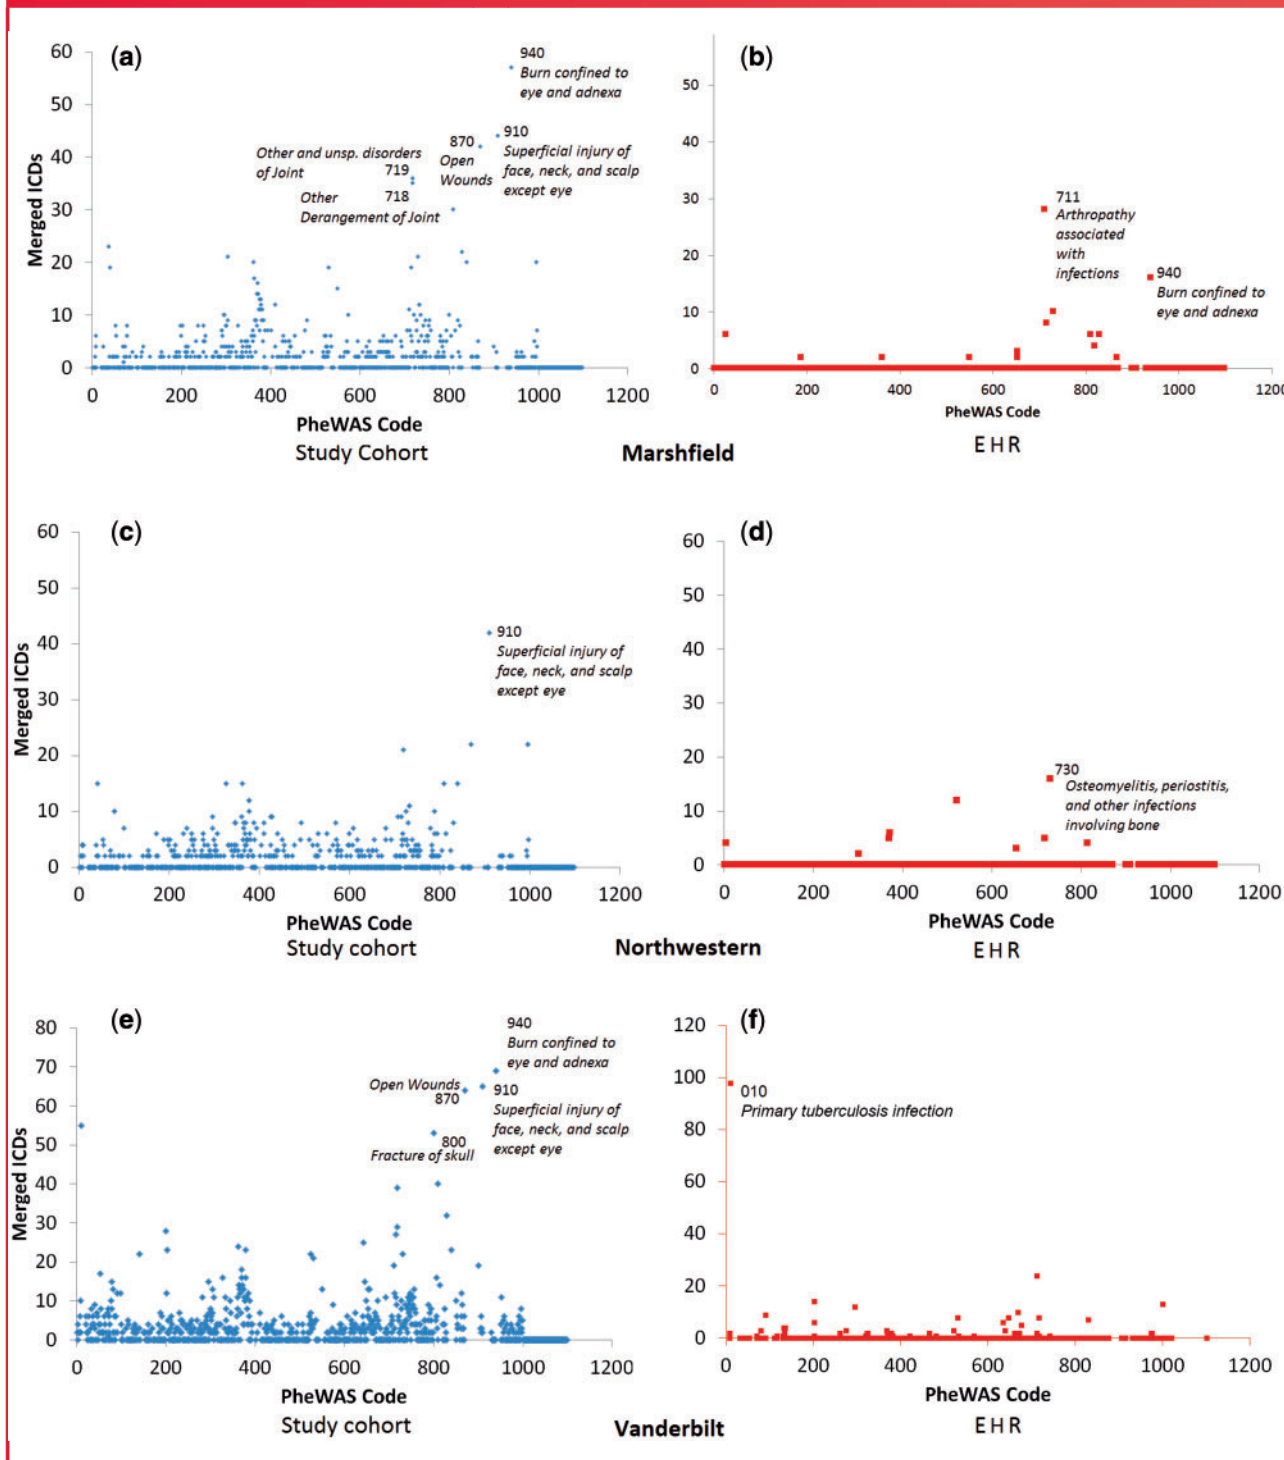 (a)
Merged ICDs
60
50
40
30
20
10
0
940
Burn confined to
eye and adnexa
870
Open
Wounds
910
Superficial injury of
face, neck, and scalp
except eye
Other and unsp. disorders
of Joint
719
718
Other
Derangement of Joint
0 200 400 600 800 1000 1200
PheWAS Code
Study Cohort
(b)
50
40
30
20
10
0
711
Arthropathy
associated
with
infections
940
Burn confined to
eye and adnexa
0 200 400 600 800 1000 1200
PheWAS Code
EHR
Marshfield
(c)
Merged ICDs
60
50
40
30
20
10
0
910
Superficial injury of
face, neck, and scalp
except eye
0 200 400 600 800 1000 1200
PheWAS Code
Study cohort
(d)
60
50
40
30
20
10
0
730
Osteomyelitis, periostitis,
and other infections
involving bone
0 200 400 600 800 1000 1200
PheWAS Code
EHR
Northwestern
(e)
Merged ICDs
80
70
60
50
40
30
20
10
0
940
Burn confined to
eye and adnexa
Open Wounds
870
910
Superficial injury of
face, neck, and scalp
except eye
800
Fracture of skull
0 200 400 600 800 1000 1200
PheWAS Code
Study cohort
(f)
120
100
80
60
40
20
0
010
Primary tuberculosis infection
0 200 400 600 800 1000 1200
PheWAS Code
EHR
Vanderbilt